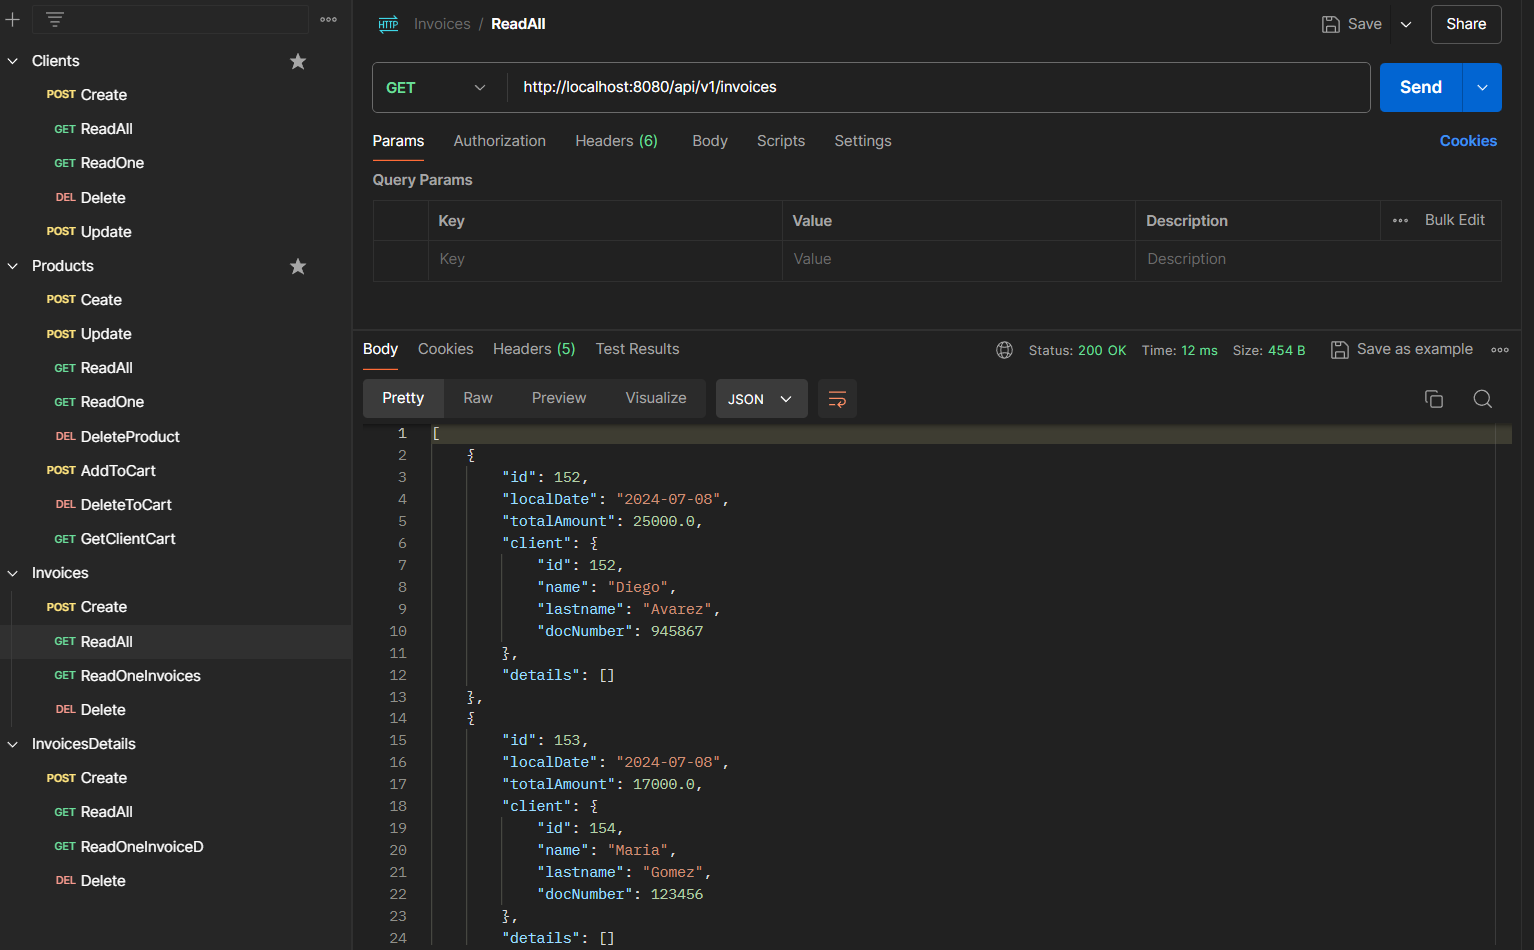 Clients
POST Create
GET ReadAll
GET ReadOne
DEL Delete
POST Update
Products
POST Ceate
POST Update
GET ReadAll
GET ReadOne
DEL DeleteProduct
POST AddToCart
DEL DeleteToCart
GET GetClientCart
Invoices
POST Create
GET ReadAll
GET ReadOneInvoices
DEL Delete
InvoicesDetails
POST Create
GET ReadAll
GET ReadOneInvoiceD
DEL Delete
HTTP Invoices / ReadAll Save Share
GET http://localhost:8080/api/v1/invoices Send
Params Authorization Headers (6) Body Scripts Settings Cookies
Query Params
Key Value Description Bulk Edit
Key Value Description
Body Cookies Headers (5) Test Results Status: 200 OK Time: 12 ms Size: 454 B Save as example
Pretty Raw Preview Visualize JSON
1 [
2 {
3 "id": 152,
4 "localDate": "2024-07-08",
5 "totalAmount": 25000.0,
6 "client": {
7 "id": 152,
8 "name": "Diego",
9 "lastname": "Avarez",
10 "docNumber": 945867
11 },
12 "details": []
13 },
14 {
15 "id": 153,
16 "localDate": "2024-07-08",
17 "totalAmount": 17000.0,
18 "client": {
19 "id": 154,
20 "name": "Maria",
21 "lastname": "Gomez",
22 "docNumber": 123456
23 },
24 "details": []